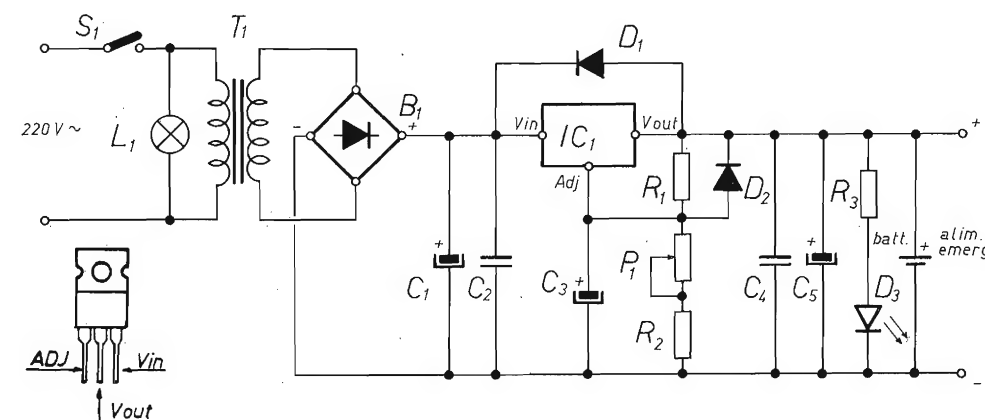 S1
T1
D1
220V~
L1
B1
-
+
Vin
IC1
Vout
Adj
+
R1
D2
R3
batt.
+
alim.
emerg
+
C1
C2
C3
+
P1
R2
C4
+
C5
D3
-
ADJ
Vin
Vout